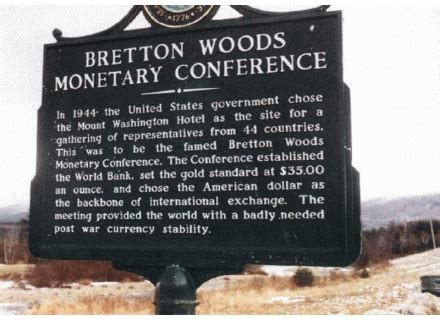 1776
BRETTON WOODS
MONETARY CONFERENCE
In 1944 the United States government chose
the Mount Washington Hotel as the site for a
gathering of representatives from 44 countries.
This was to be the famed Bretton Woods
Monetary Conference. The Conference established
the World Bank, set the gold standard at $35.00
an ounce, and chose the American dollar as
the backbone of international exchange. The
meeting provided the world with a badly needed
post war currency stability.